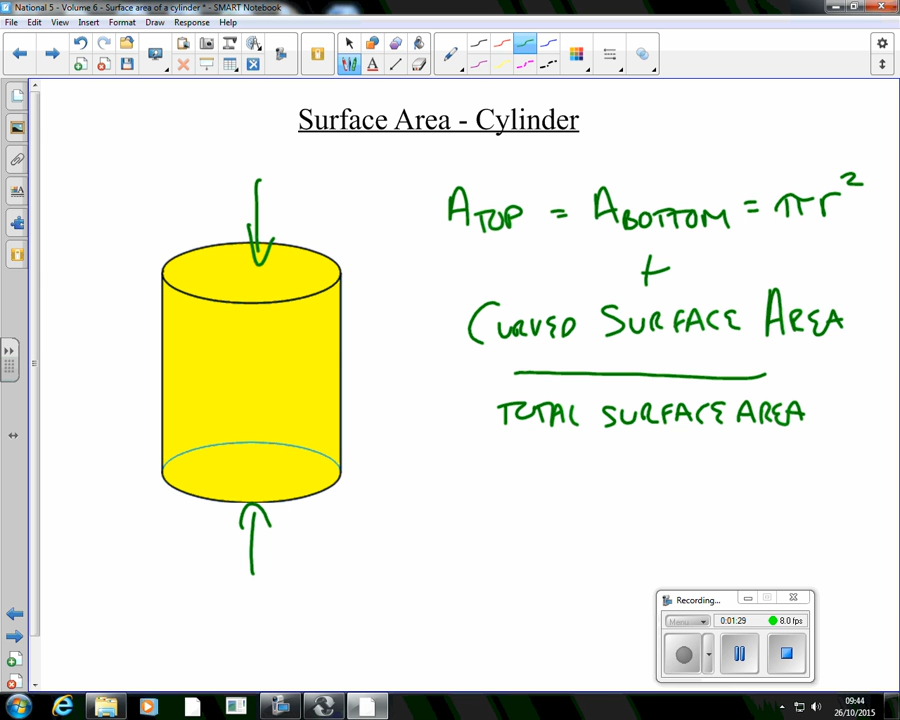 National 5 - Volume 6 - Surface area of a cylinder * - SMART Notebook
File Edit View Insert Format Draw Response Help
Surface Area - Cylinder
A TOP = A BOTTOM = πr²
+
CURVED SURFACE AREA
TOTAL SURFACE AREA
Recording...
Menu...
0:01:29
8.0 fps
09:44
26/10/2015